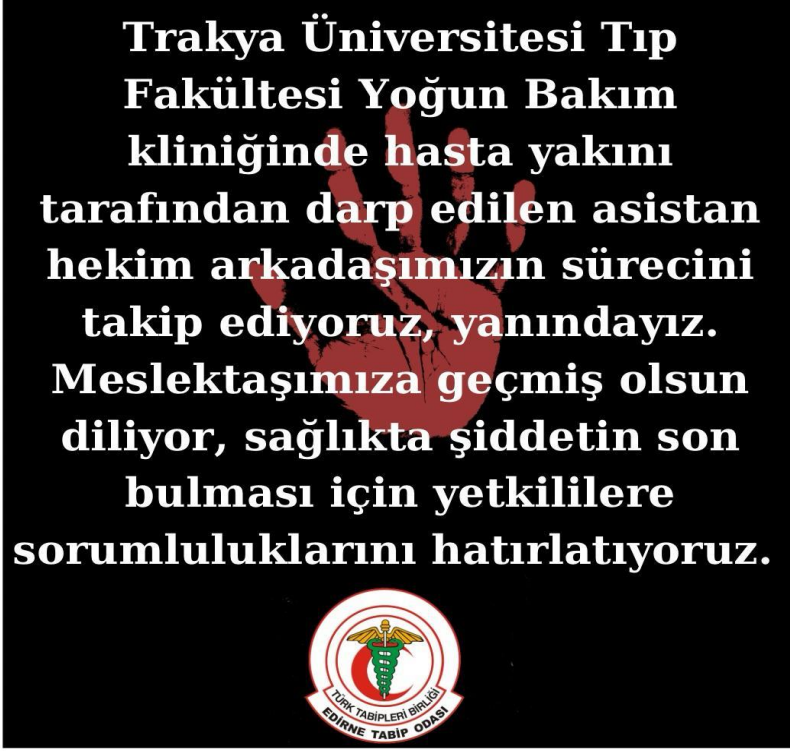 Trakya Üniversitesi Tıp
Fakültesi Yoğun Bakım
kliniğinde hasta yakını
tarafından darp edilen asistan
hekim arkadaşımızın sürecini
takip ediyoruz, yanındayız.
Meslektaşımıza geçmiş olsun
diliyor, sağlıkta şiddetin son
bulması için yetkililere
sorumluluklarını hatırlatıyoruz.
TÜRK TABİPLERİ BİRLİĞİ
EDİRNE TABİP ODASI